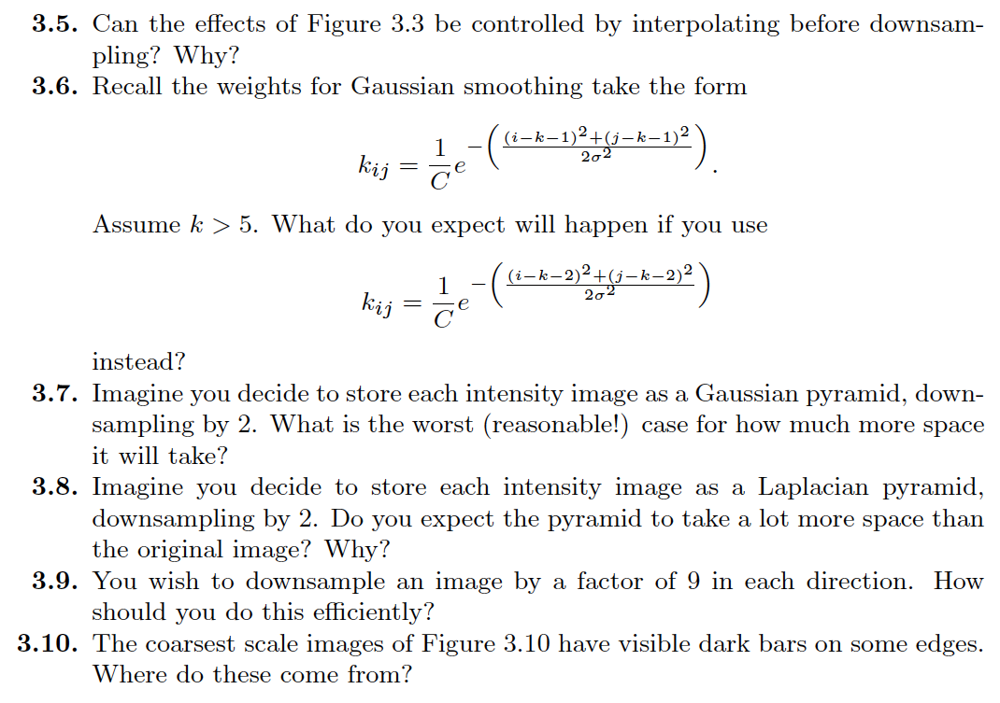 3.5. Can the effects of Figure 3.3 be controlled by interpolating before downsam-
pling? Why?
3.6. Recall the weights for Gaussian smoothing take the form
k_{ij} = \frac{1}{C} e^{-\left(\frac{(i-k-1)^2+(j-k-1)^2}{2\sigma^2}\right)}.
Assume k > 5. What do you expect will happen if you use
k_{ij} = \frac{1}{C} e^{-\left(\frac{(i-k-2)^2+(j-k-2)^2}{2\sigma^2}\right)}
instead?
3.7. Imagine you decide to store each intensity image as a Gaussian pyramid, down-
sampling by 2. What is the worst (reasonable!) case for how much more space
it will take?
3.8. Imagine you decide to store each intensity image as a Laplacian pyramid,
downsampling by 2. Do you expect the pyramid to take a lot more space than
the original image? Why?
3.9. You wish to downsample an image by a factor of 9 in each direction. How
should you do this efficiently?
3.10. The coarsest scale images of Figure 3.10 have visible dark bars on some edges.
Where do these come from?